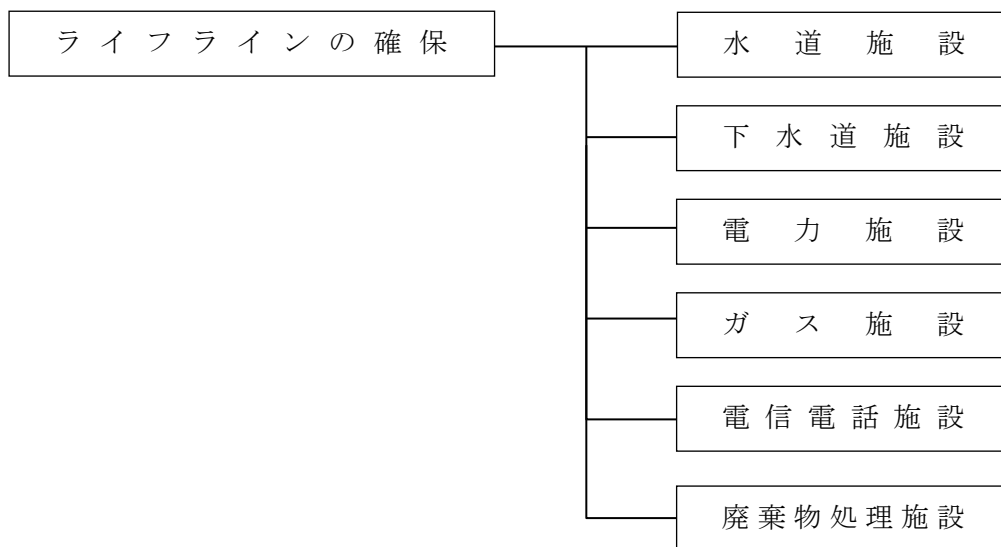 ライフラインの確保
水道施設
下水道施設
電力施設
ガス施設
電信電話施設
廃棄物処理施設